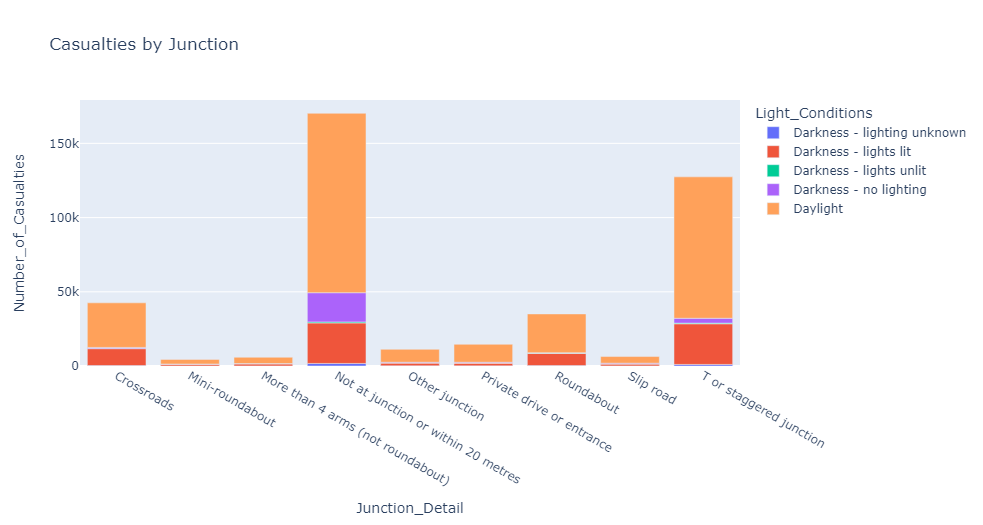 Casualties by Junction
Light_Conditions
Darkness - lighting unknown
Darkness - lights lit
Darkness - lights unlit
Darkness - no lighting
Daylight
Number_of_Casualties
150k
100k
50k
0
Crossroads
Mini-roundabout
More than 4 arms (not roundabout)
Not at junction or within 20 metres
Other junction
Private drive or entrance
Roundabout
Slip road
T or staggered junction
Junction_Detail